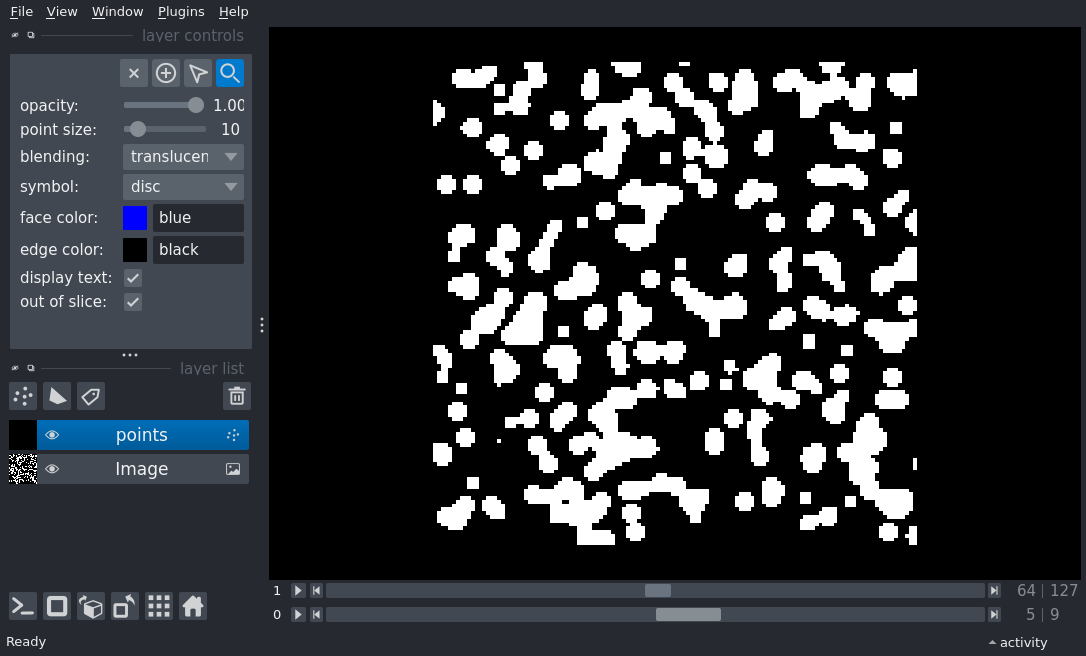 File View Window Plugins Help
layer controls
opacity: 1.00
point size: 10
blending: translucen
symbol: disc
face color: blue
edge color: black
display text:
out of slice:
layer list
points
Image
1 64 127
0 5 9
Ready activity